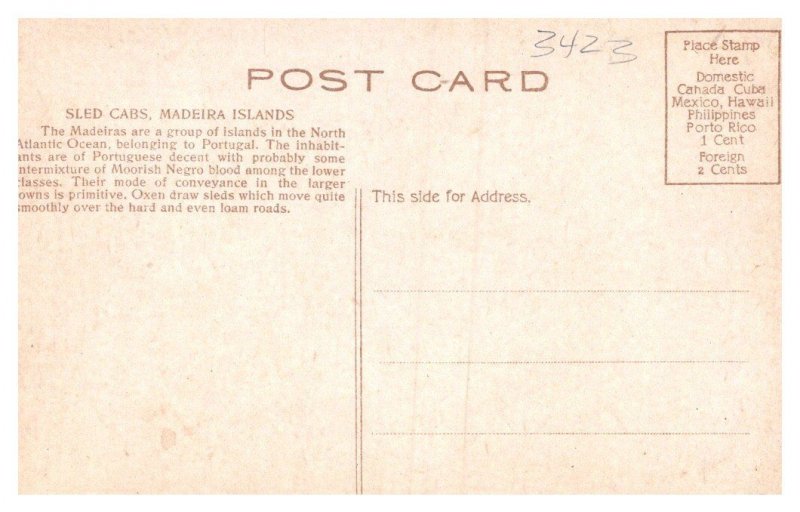 3423
POST CARD
Place Stamp
Here
Domestic
Canada Cuba
Mexico, Hawaii
Philippines
Porto Rico
1 Cent
Foreign
2 Cents
SLED CABS, MADEIRA ISLANDS
The Madeiras are a group of islands in the North
Atlantic Ocean, belonging to Portugal. The inhabit-
ants are of Portuguese decent with probably some
intermixture of Moorish Negro blood among the lower
classes. Their mode of conveyance in the larger
owns is primitive. Oxen draw sleds which move quite
smoothly over the hard and even loam roads.
This side for Address.